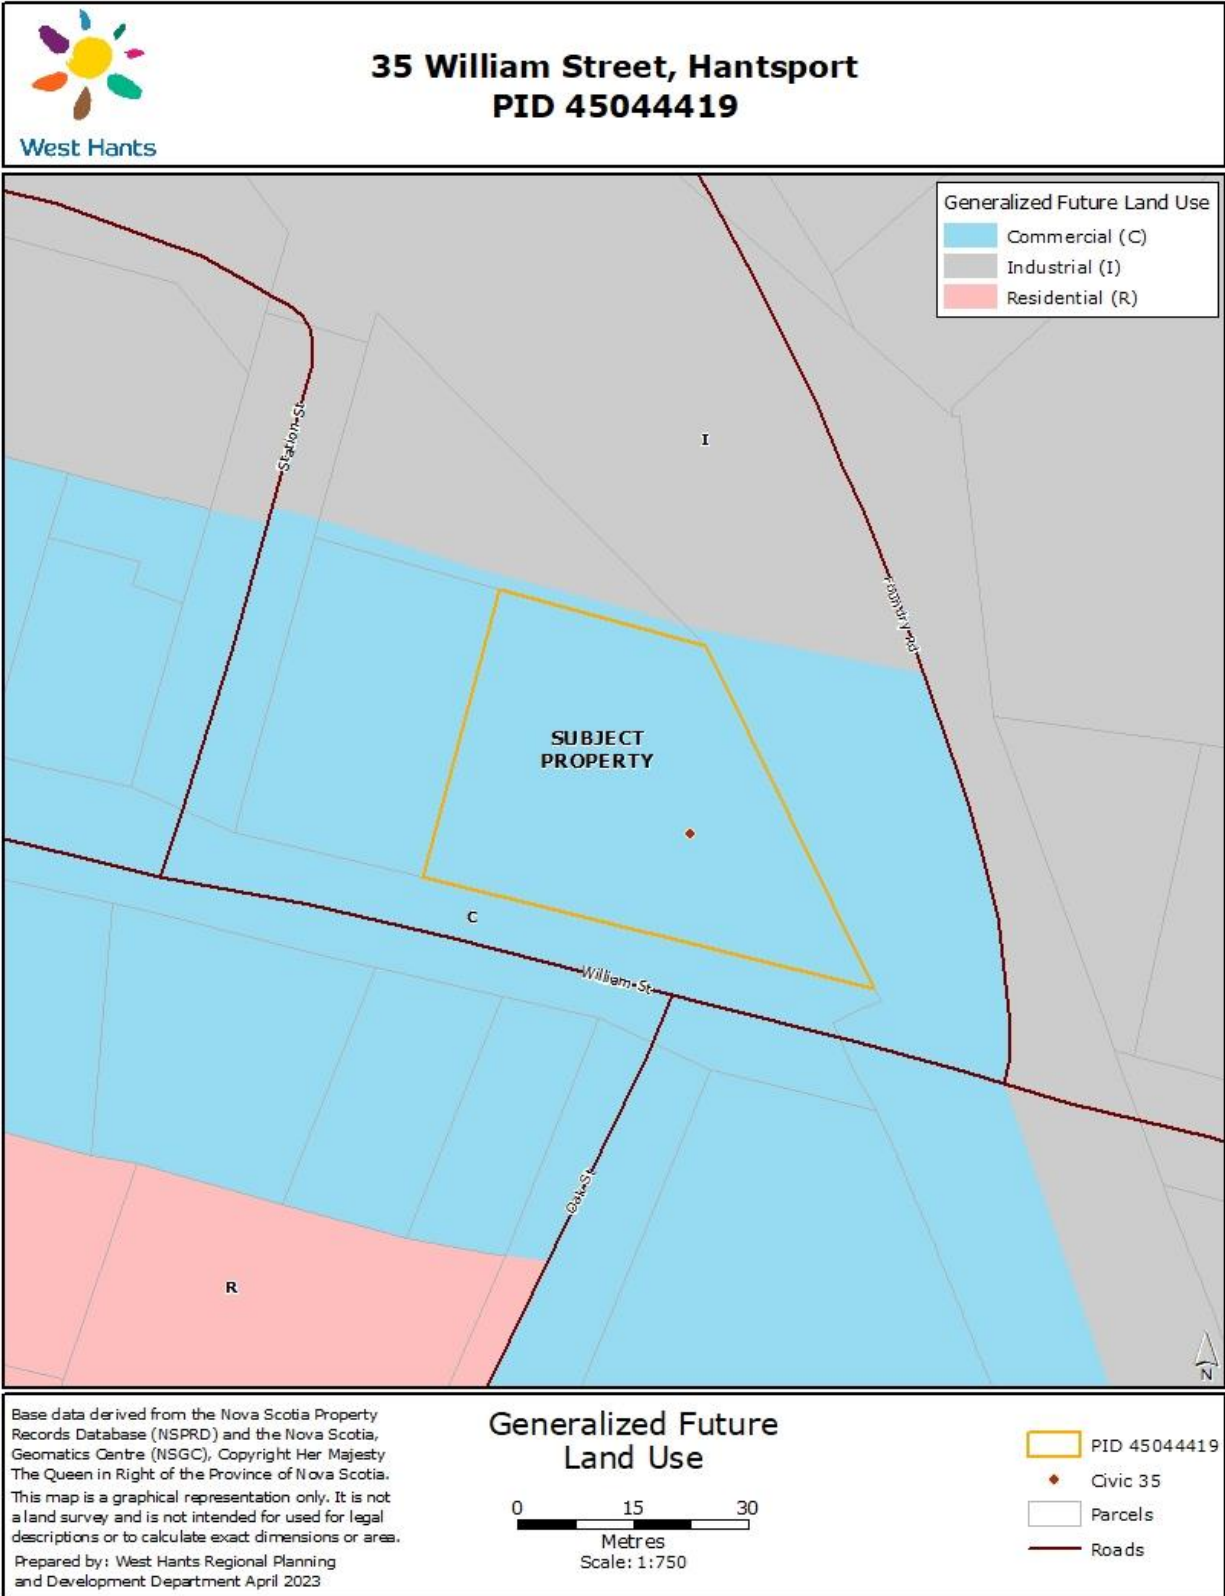 West Hants
35 William Street, Hantsport
PID 45044419
Generalized Future Land Use
Commercial (C)
Industrial (I)
Residential (R)
Station St
I
Foundry Rd
SUBJECT
PROPERTY
C
William St
Oak St
R
N
Base data derived from the Nova Scotia Property
Records Database (NSPRD) and the Nova Scotia,
Geomatics Centre (NSGC), Copyright Her Majesty
The Queen in Right of the Province of Nova Scotia.
This map is a graphical representation only. It is not
a land survey and is not intended for used for legal
descriptions or to calculate exact dimensions or area.
Prepared by: West Hants Regional Planning
and Development Department April 2023
Generalized Future
Land Use
0 15 30
Metres
Scale: 1:750
PID 45044419
Civic 35
Parcels
Roads